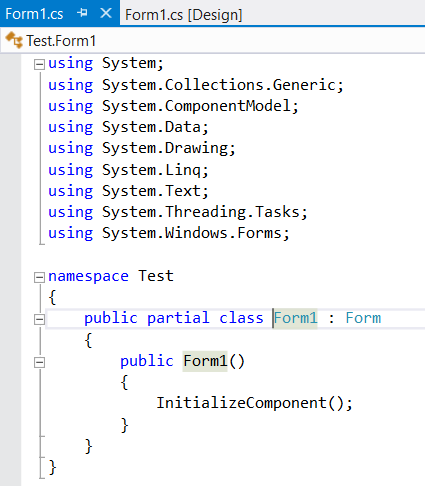 Form1.cs Form1.cs [Design]
Test.Form1
using System;
using System.Collections.Generic;
using System.ComponentModel;
using System.Data;
using System.Drawing;
using System.Linq;
using System.Text;
using System.Threading.Tasks;
using System.Windows.Forms;
namespace Test
{
    public partial class Form1 : Form
    {
        public Form1()
        {
            InitializeComponent();
        }
    }
}